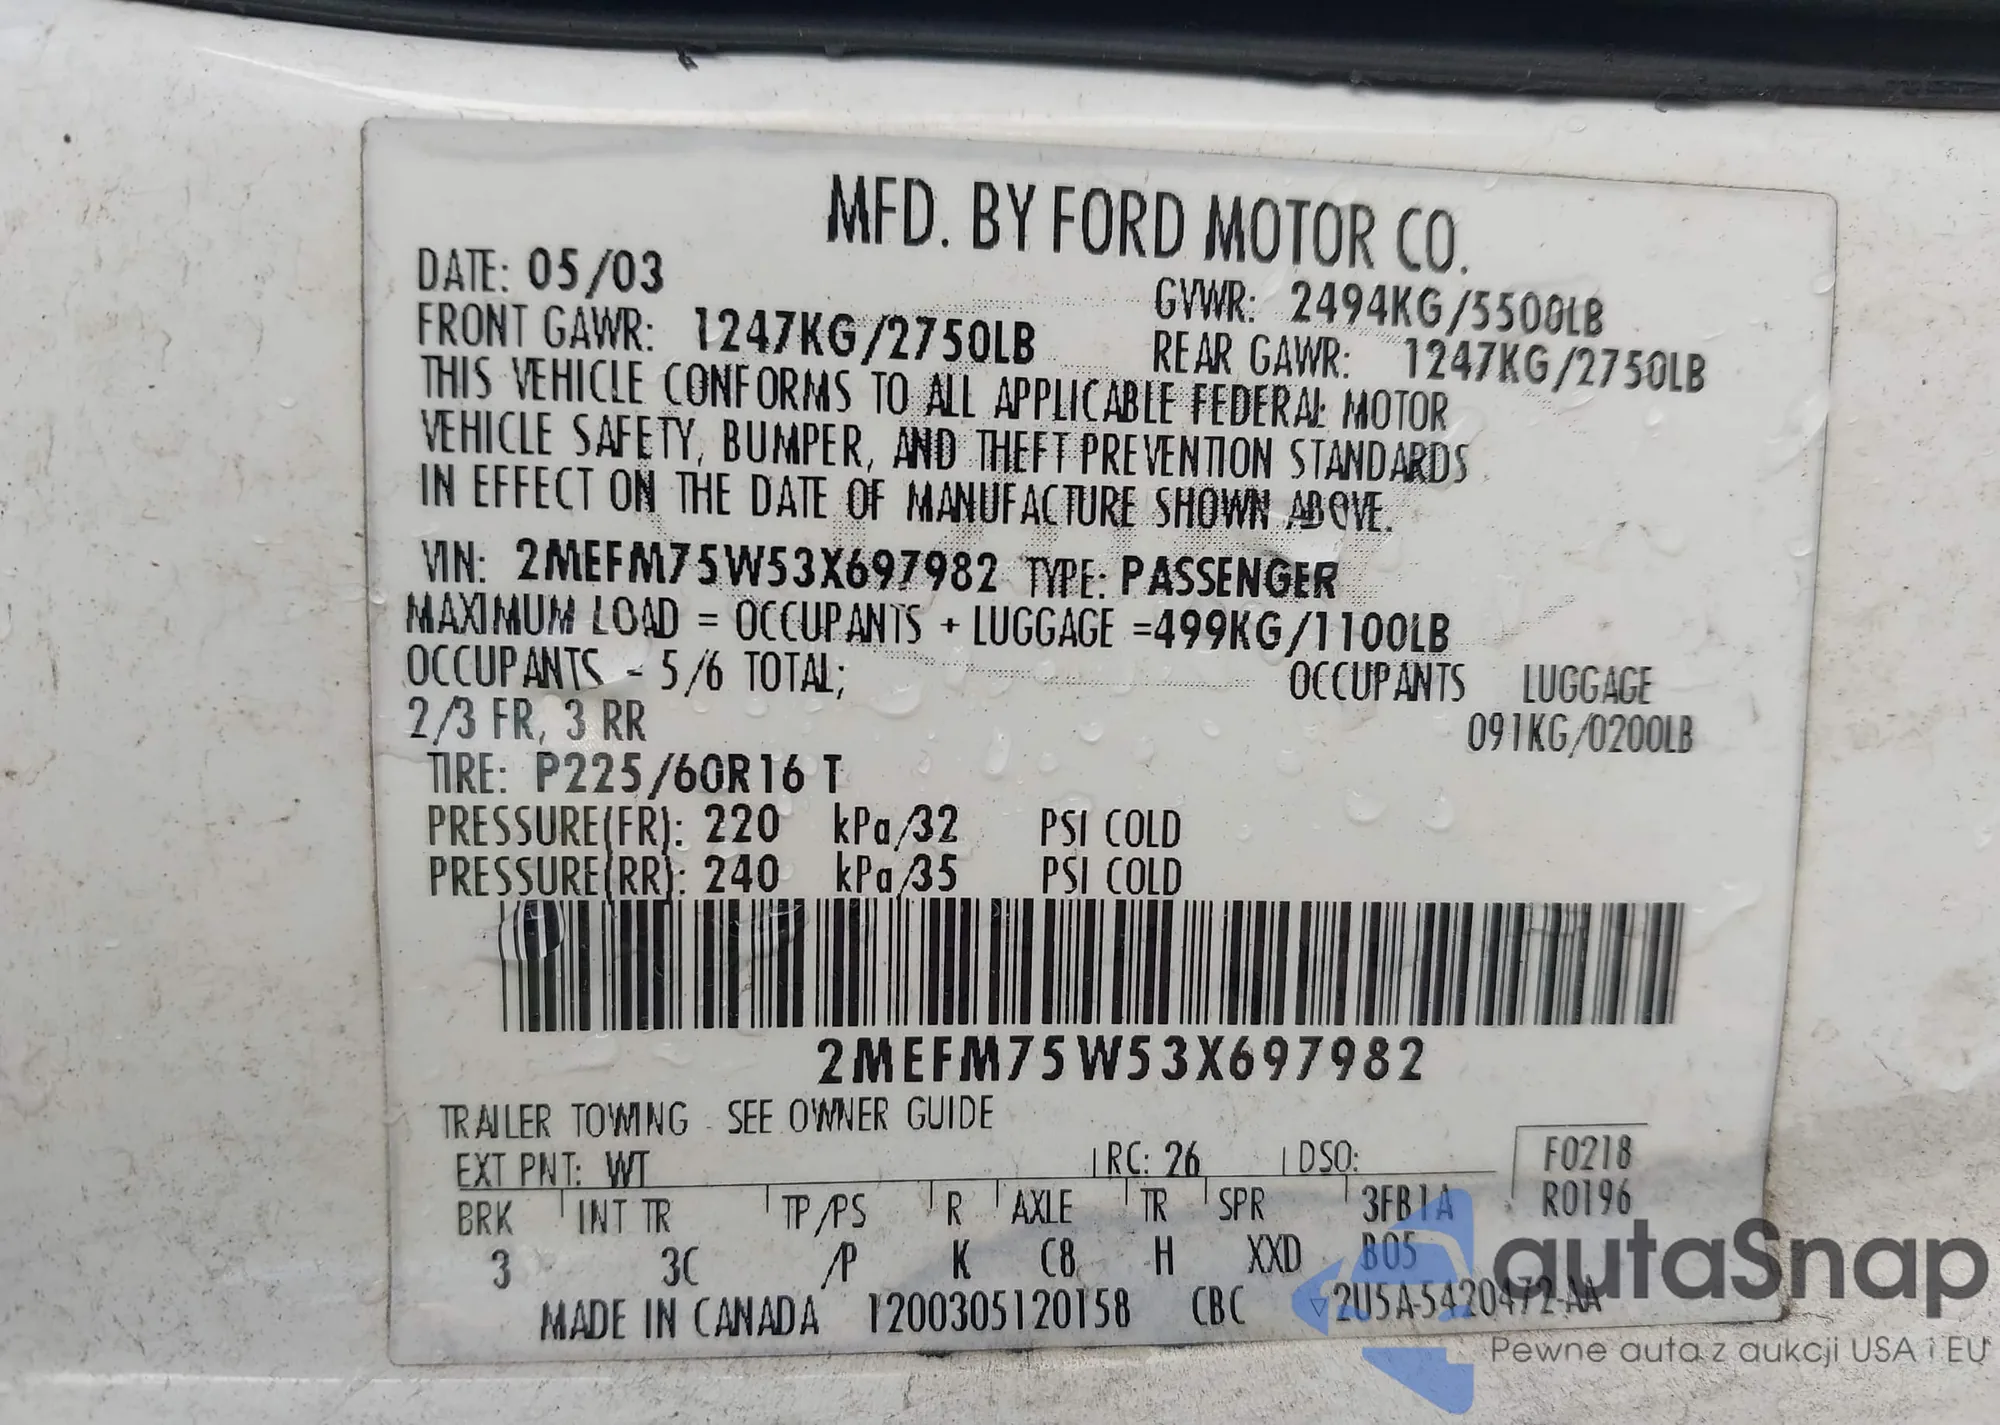 MFD. BY FORD MOTOR CO.
DATE: 05/03
GVWR: 2494KG/5500LB
FRONT GAWR: 1247KG/2750LB
REAR GAWR: 1247KG/2750LB
THIS VEHICLE CONFORMS TO ALL APPLICABLE FEDERAL MOTOR
VEHICLE SAFETY, BUMPER, AND THEFT PREVENTION STANDARDS
IN EFFECT ON THE DATE OF MANUFACTURE SHOWN ABOVE.
VIN: 2MEFM75W53X697982 TYPE: PASSENGER
MAXIMUM LOAD = OCCUPANTS + LUGGAGE =499KG/1100LB
OCCUPANTS - 5/6 TOTAL; OCCUPANTS LUGGAGE
2/3 FR, 3 RR 091KG/0200LB
TIRE: P225/60R16 T
PRESSURE(FR): 220 kPa/32 PSI COLD
PRESSURE(RR): 240 kPa/35 PSI COLD
2MEFM75W53X697982
TRAILER TOWING - SEE OWNER GUIDE
EXT PNT: WT RC: 26 DSO: F0218
BRK INT TR TP/PS R AXLE TR SPR 3FB1A R0196
3 3C /P K C8 H XXD B05
MADE IN CANADA 1200305120158 CBC ▽2U5A-5420472-AA
autaSnap
Pewne auta z aukcji USA i EU